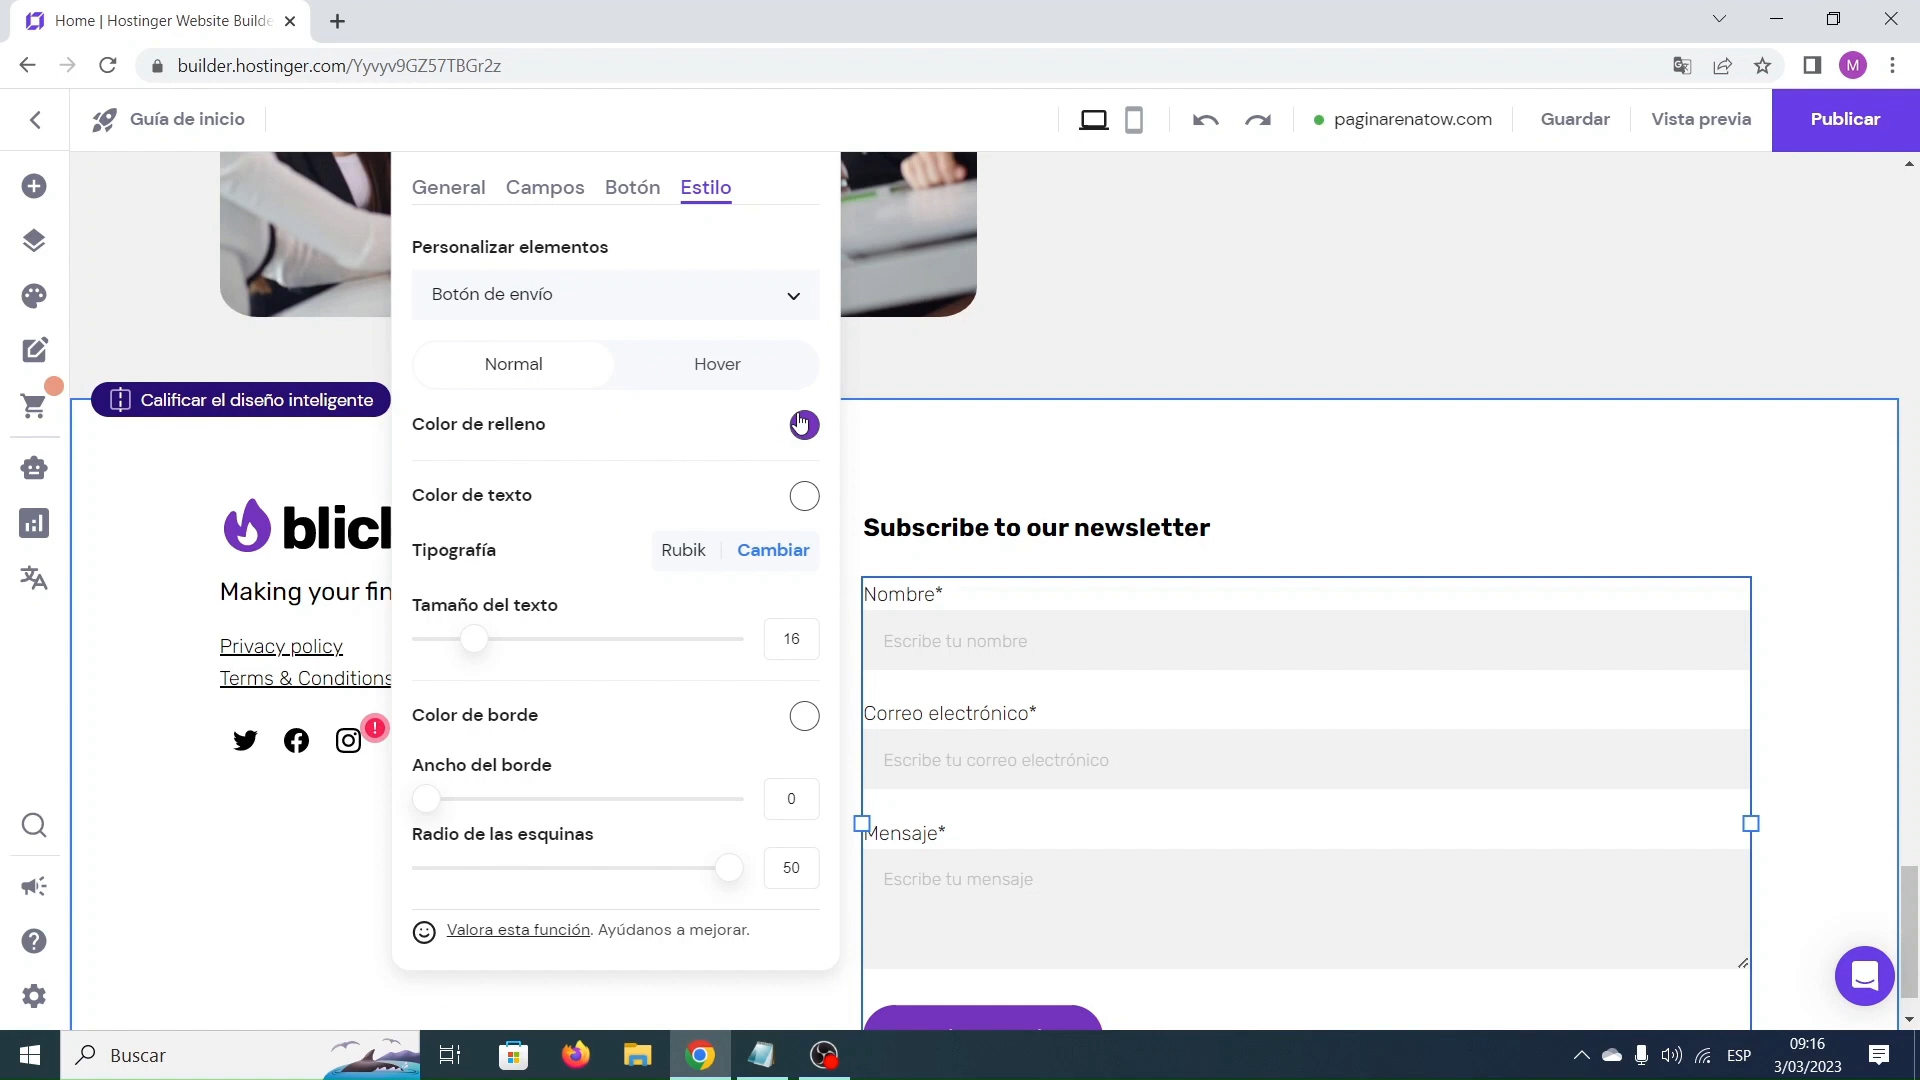 Home | Hostinger Website Builde
builder.hostinger.com/Yyvyv9GZ57TBGr2z
M
Guía de inicio
paginarenatow.com
Guardar
Vista previa
Publicar
General
Campos
Botón
Estilo
Personalizar elementos
Botón de envío
Normal
Hover
Calificar el diseño inteligente
Color de relleno
Color de texto
Tipografía
Rubik
Cambiar
Tamaño del texto
16
Color de borde
Ancho del borde
0
Radio de las esquinas
50
Valora esta función. Ayúdanos a mejorar.
Making your fin
Privacy policy
Terms & Conditions
!
Subscribe to our newsletter
Nombre*
Escribe tu nombre
Correo electrónico*
Escribe tu correo electrónico
Mensaje*
Escribe tu mensaje
Buscar
ESP
09:16
3/03/2023